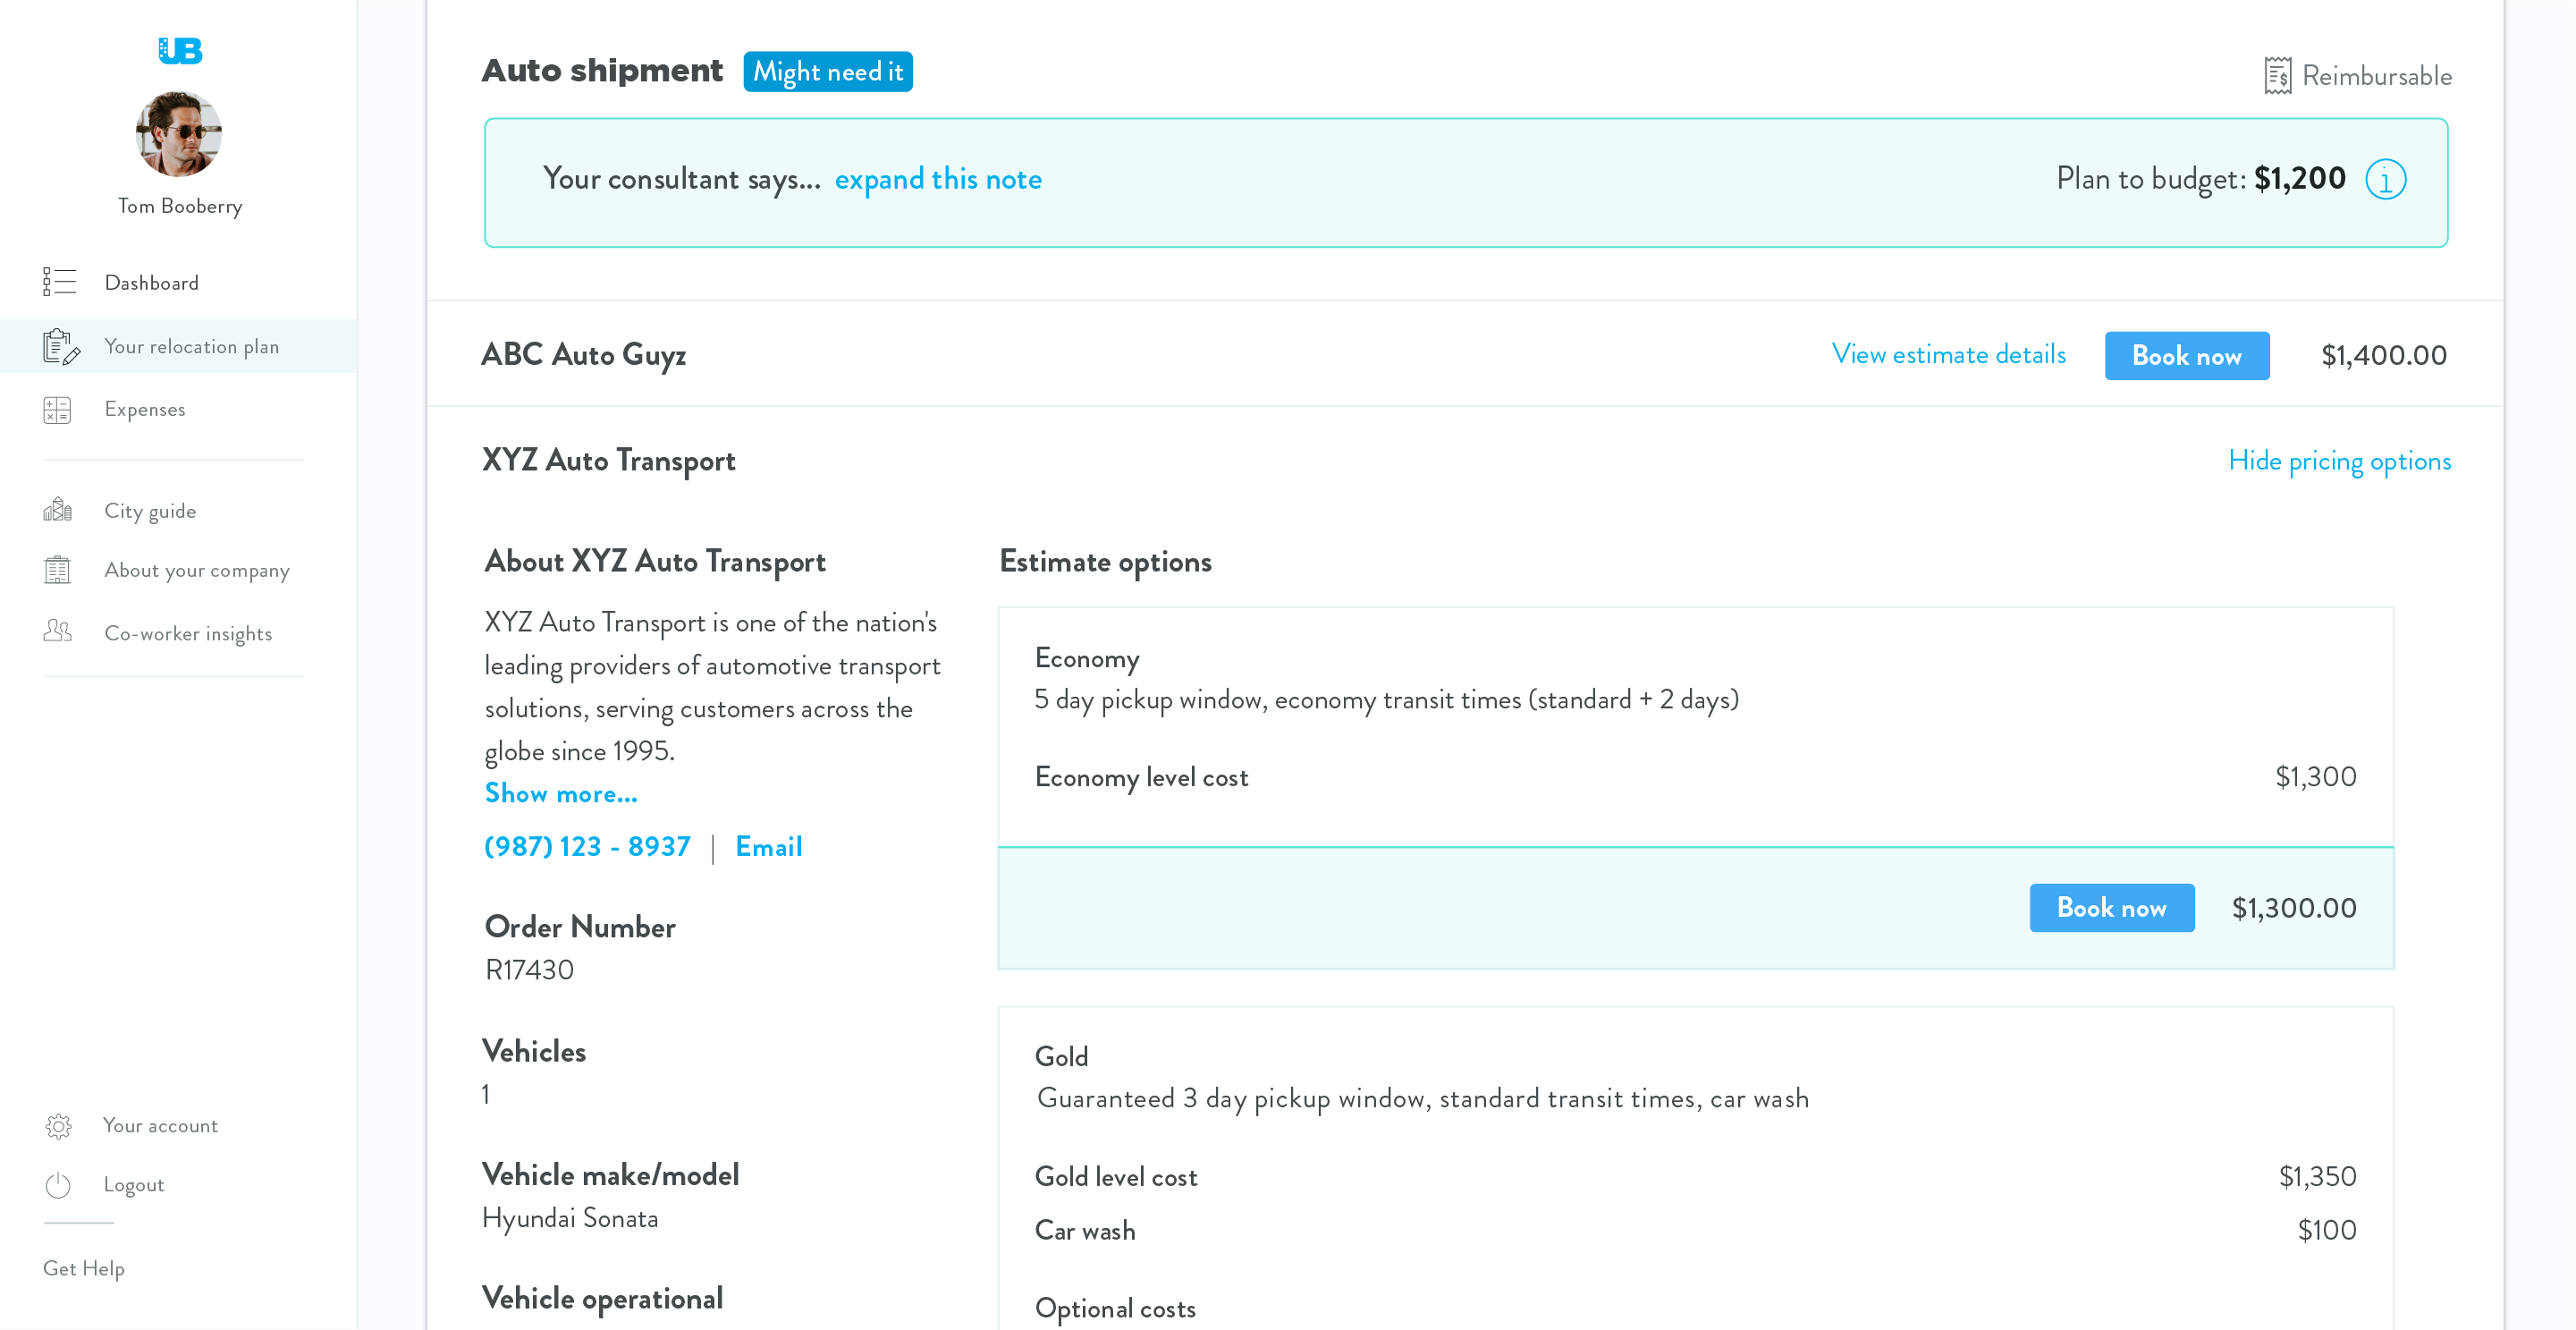 UB
Tom Booberry
Dashboard
Your relocation plan
Expenses
City guide
About your company
Co-worker insights
Your account
Logout
Get Help
Auto shipment Might need it
Reimbursable
Your consultant says... expand this note
Plan to budget: $1,200
ABC Auto Guyz
View estimate details Book now $1,400.00
XYZ Auto Transport
Hide pricing options
About XYZ Auto Transport
XYZ Auto Transport is one of the nation's
leading providers of automotive transport
solutions, serving customers across the
globe since 1995.
Show more...
(987) 123 - 8937 | Email
Order Number
R17430
Vehicles
1
Vehicle make/model
Hyundai Sonata
Vehicle operational
Estimate options
Economy
5 day pickup window, economy transit times (standard + 2 days)
Economy level cost $1,300
Book now $1,300.00
Gold
Guaranteed 3 day pickup window, standard transit times, car wash
Gold level cost $1,350
Car wash $100
Optional costs